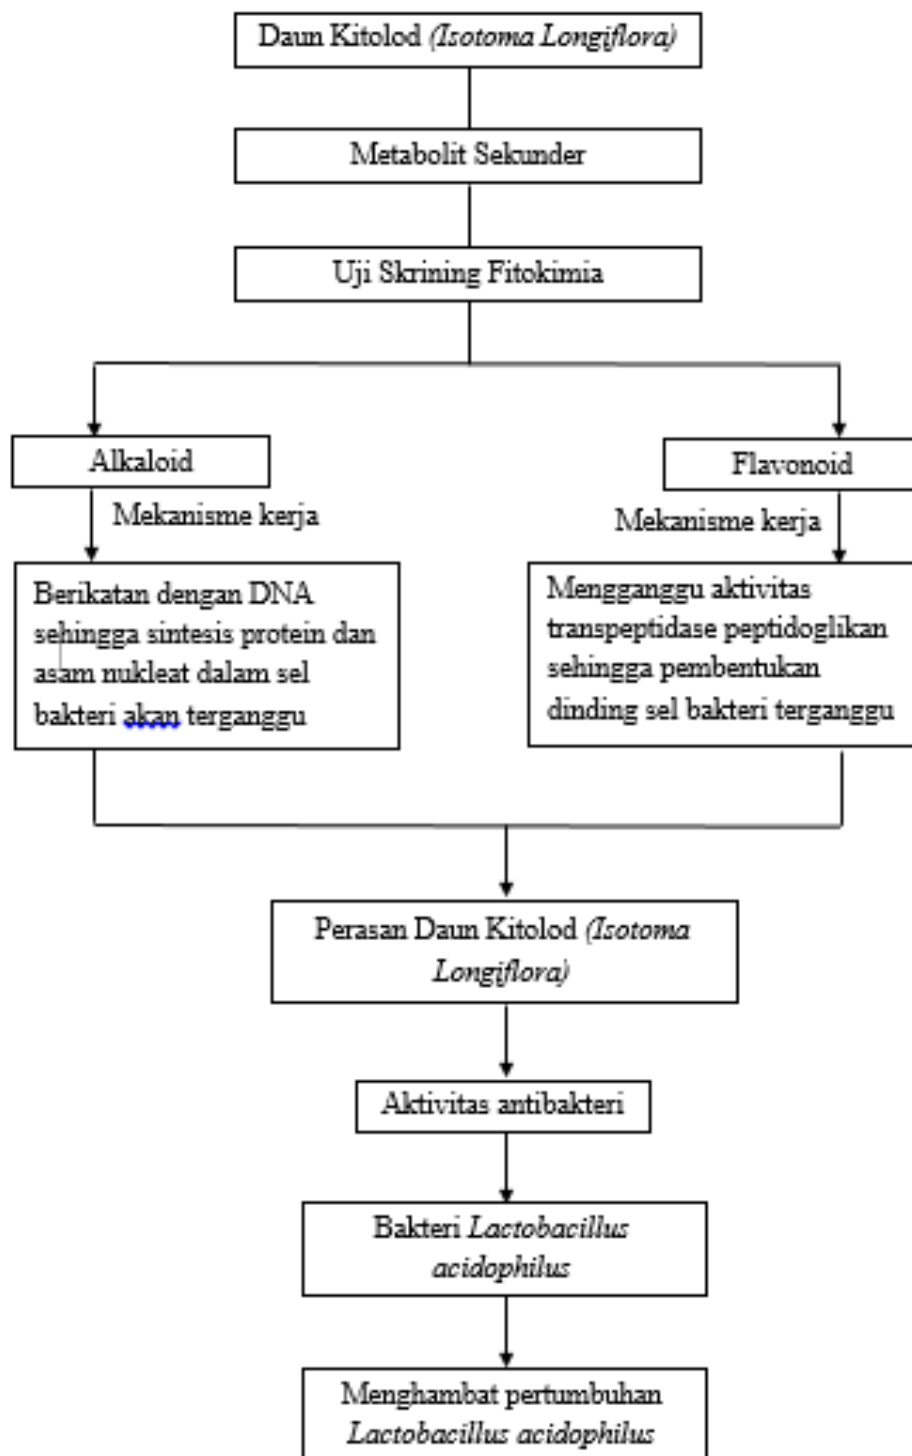 Daun Kitolod (Isotoma Longiflora)
Metabolit Sekunder
Uji Skrining Fitokimia
Alkaloid
Flavonoid
Mekanisme kerja
Mekanisme kerja
Berikatan dengan DNA
sehingga sintesis protein dan
asam nukleat dalam sel
bakteri akan terganggu
Mengganggu aktivitas
transpeptidase peptidoglikan
sehingga pembentukan
dinding sel bakteri terganggu
Perasan Daun Kitolod (Isotoma
Longiflora)
Aktivitas antibakteri
Bakteri Lactobacillus
acidophilus
Menghambat pertumbuhan
Lactobacillus acidophilus